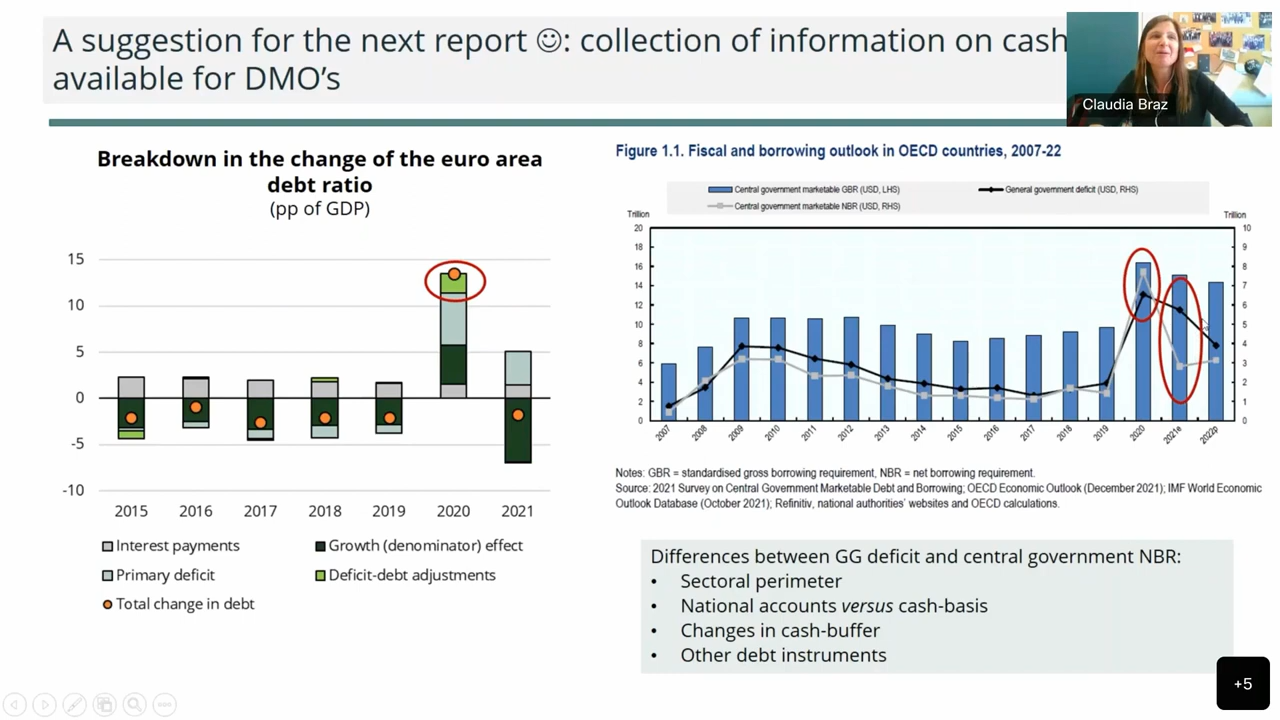 A suggestion for the next report ☺: collection of information on cash
available for DMO's
Claudia Braz
Breakdown in the change of the euro area
debt ratio
(pp of GDP)
15
10
5
0
-5
-10
2015 2016 2017 2018 2019 2020 2021
Interest payments Growth (denominator) effect
Primary deficit Deficit-debt adjustments
Total change in debt
Figure 1.1. Fiscal and borrowing outlook in OECD countries, 2007-22
Central government marketable GBR (USD, LHS) General government deficit (USD, RHS)
Central government marketable NBR (USD, RHS)
Trillion Trillion
20 10
18 9
16 8
14 7
12 6
10 5
8 4
6 3
4 2
2 1
0 0
2007 2008 2009 2010 2011 2012 2013 2014 2015 2016 2017 2018 2019 2020 2021e 2022p
Notes: GBR = standardised gross borrowing requirement, NBR = net borrowing requirement.
Source: 2021 Survey on Central Government Marketable Debt and Borrowing; OECD Economic Outlook (December 2021); IMF World Economic
Outlook Database (October 2021); Refinitiv, national authorities' websites and OECD calculations.
Differences between GG deficit and central government NBR:
• Sectoral perimeter
• National accounts versus cash-basis
• Changes in cash-buffer
• Other debt instruments
+5